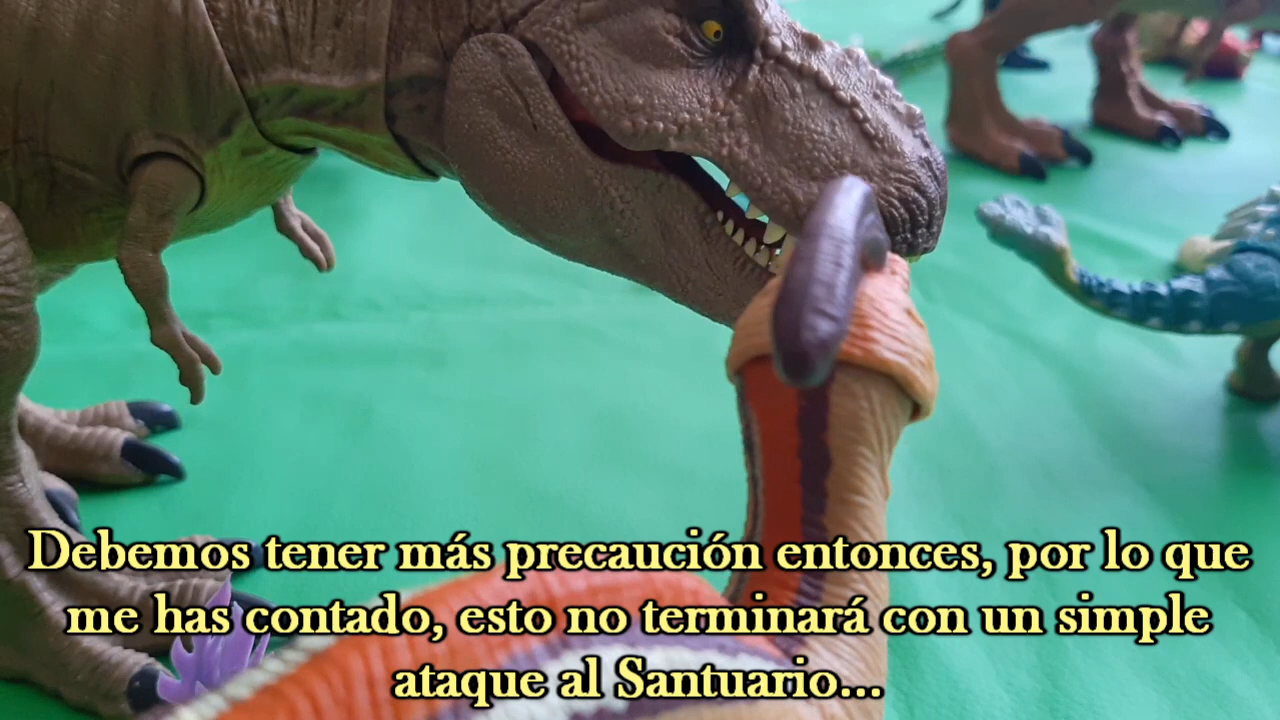 Debemos tener más precaución entonces, por lo que
me has contado, esto no terminará con un simple
ataque al Santuario...